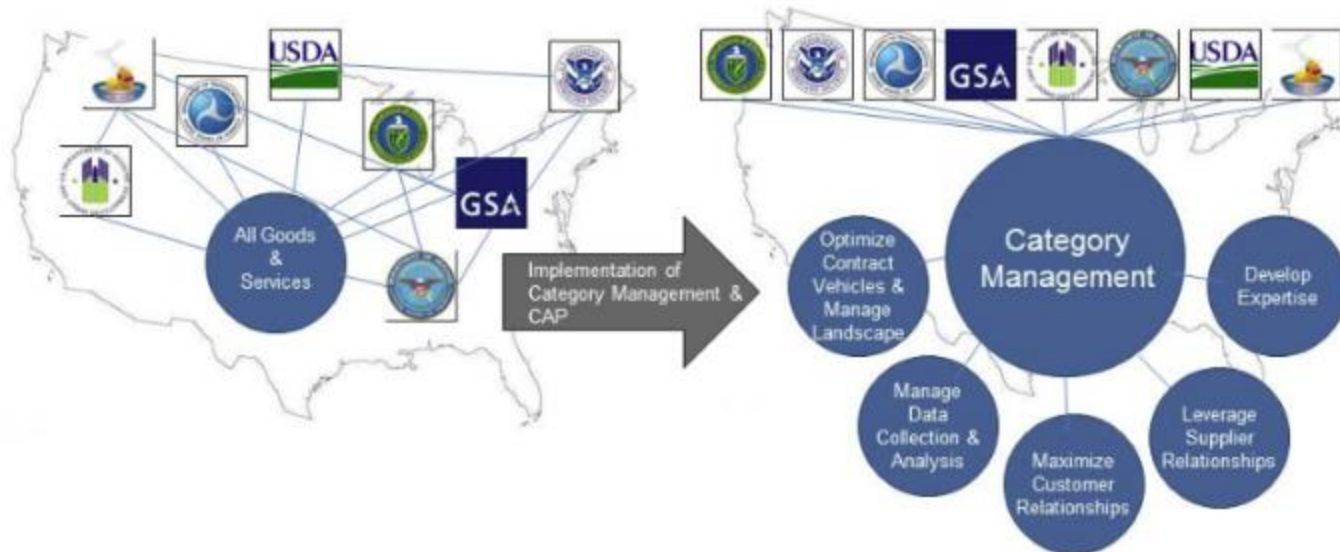 USDA
GSA
All Goods
&
Services
Implementation of
Category Management &
CAP
GSA
USDA
Category
Management
Optimize
Contract
Vehicles &
Manage
Landscape
Develop
Expertise
Manage
Data
Collection &
Analysis
Leverage
Supplier
Relationships
Maximize
Customer
Relationships